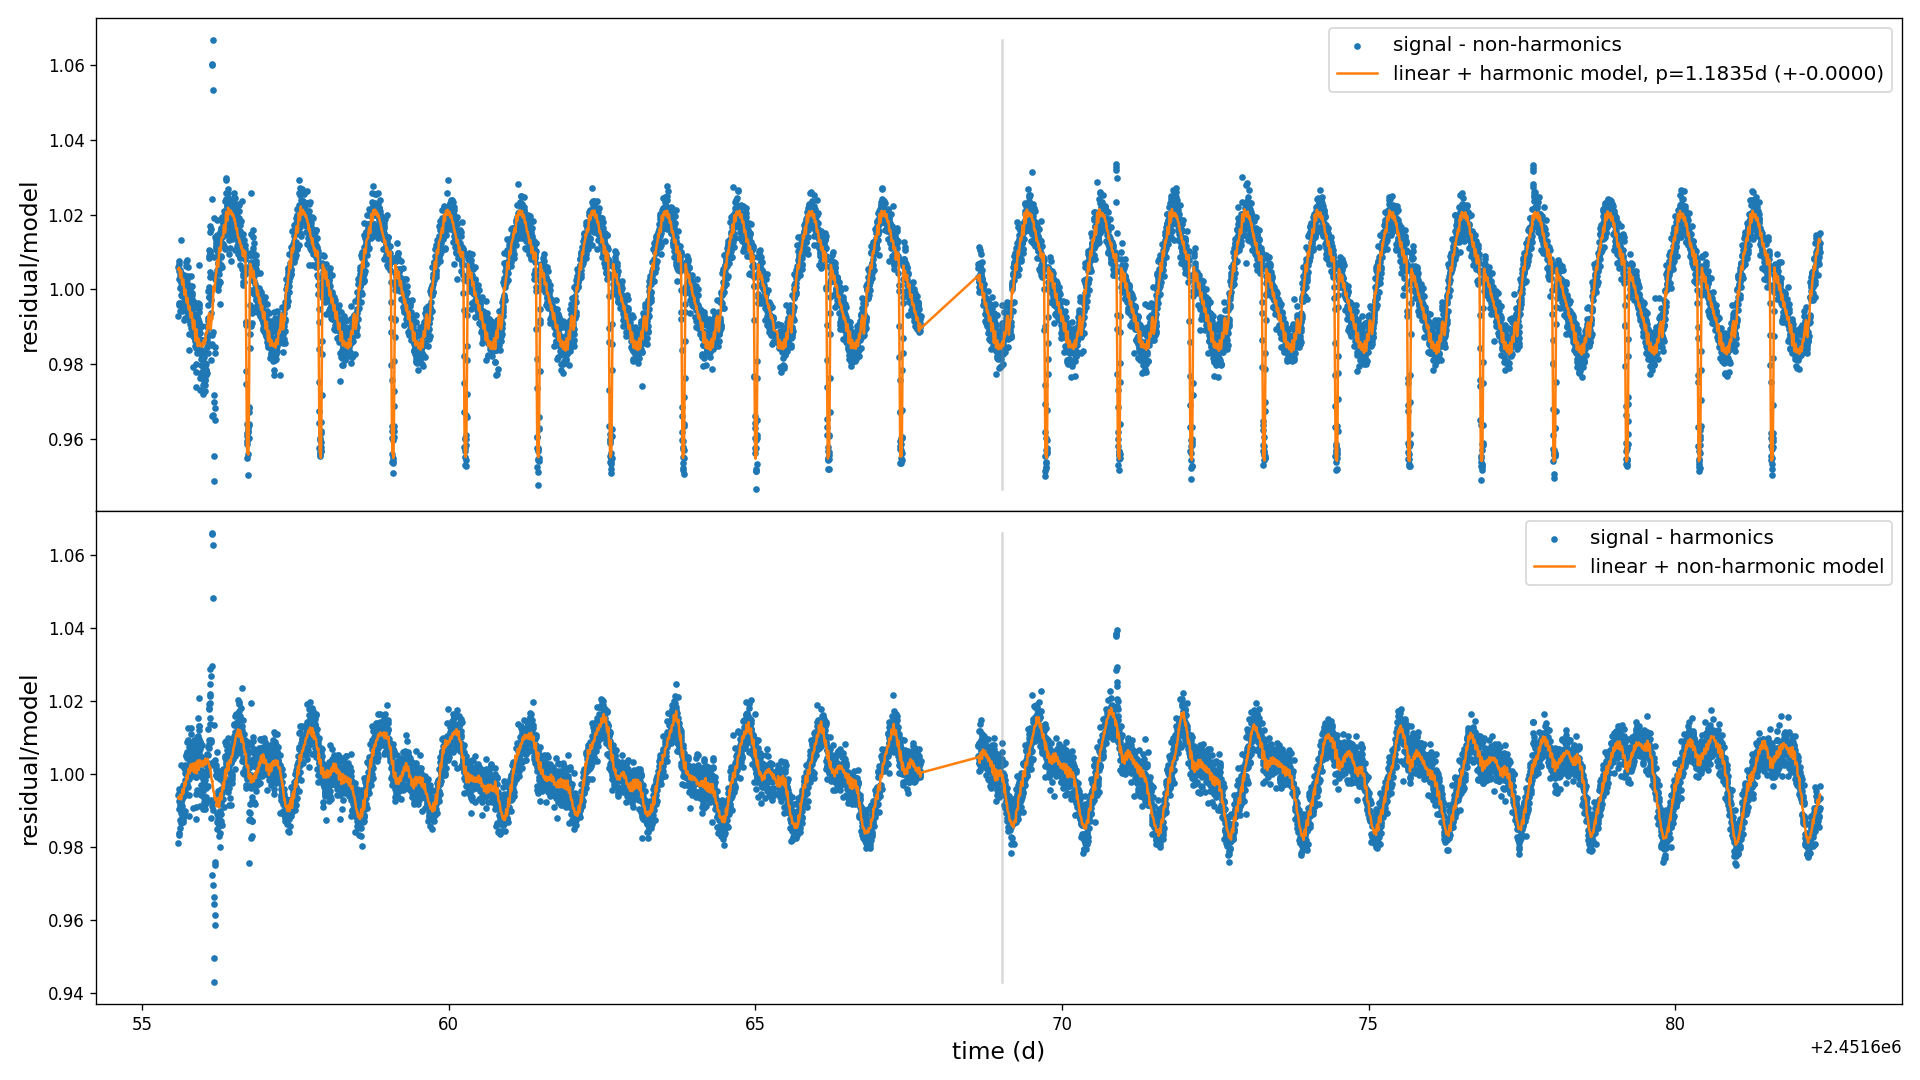 signal - non-harmonics
linear + harmonic model, p=1.1835d (+-0.0000)
1.06
1.04
1.02
1.00
0.98
0.96
residual/model
signal - harmonics
linear + non-harmonic model
1.06
1.04
1.02
1.00
0.98
0.96
0.94
residual/model
55
60
65
70
75
80
time (d)
+2.4516e6